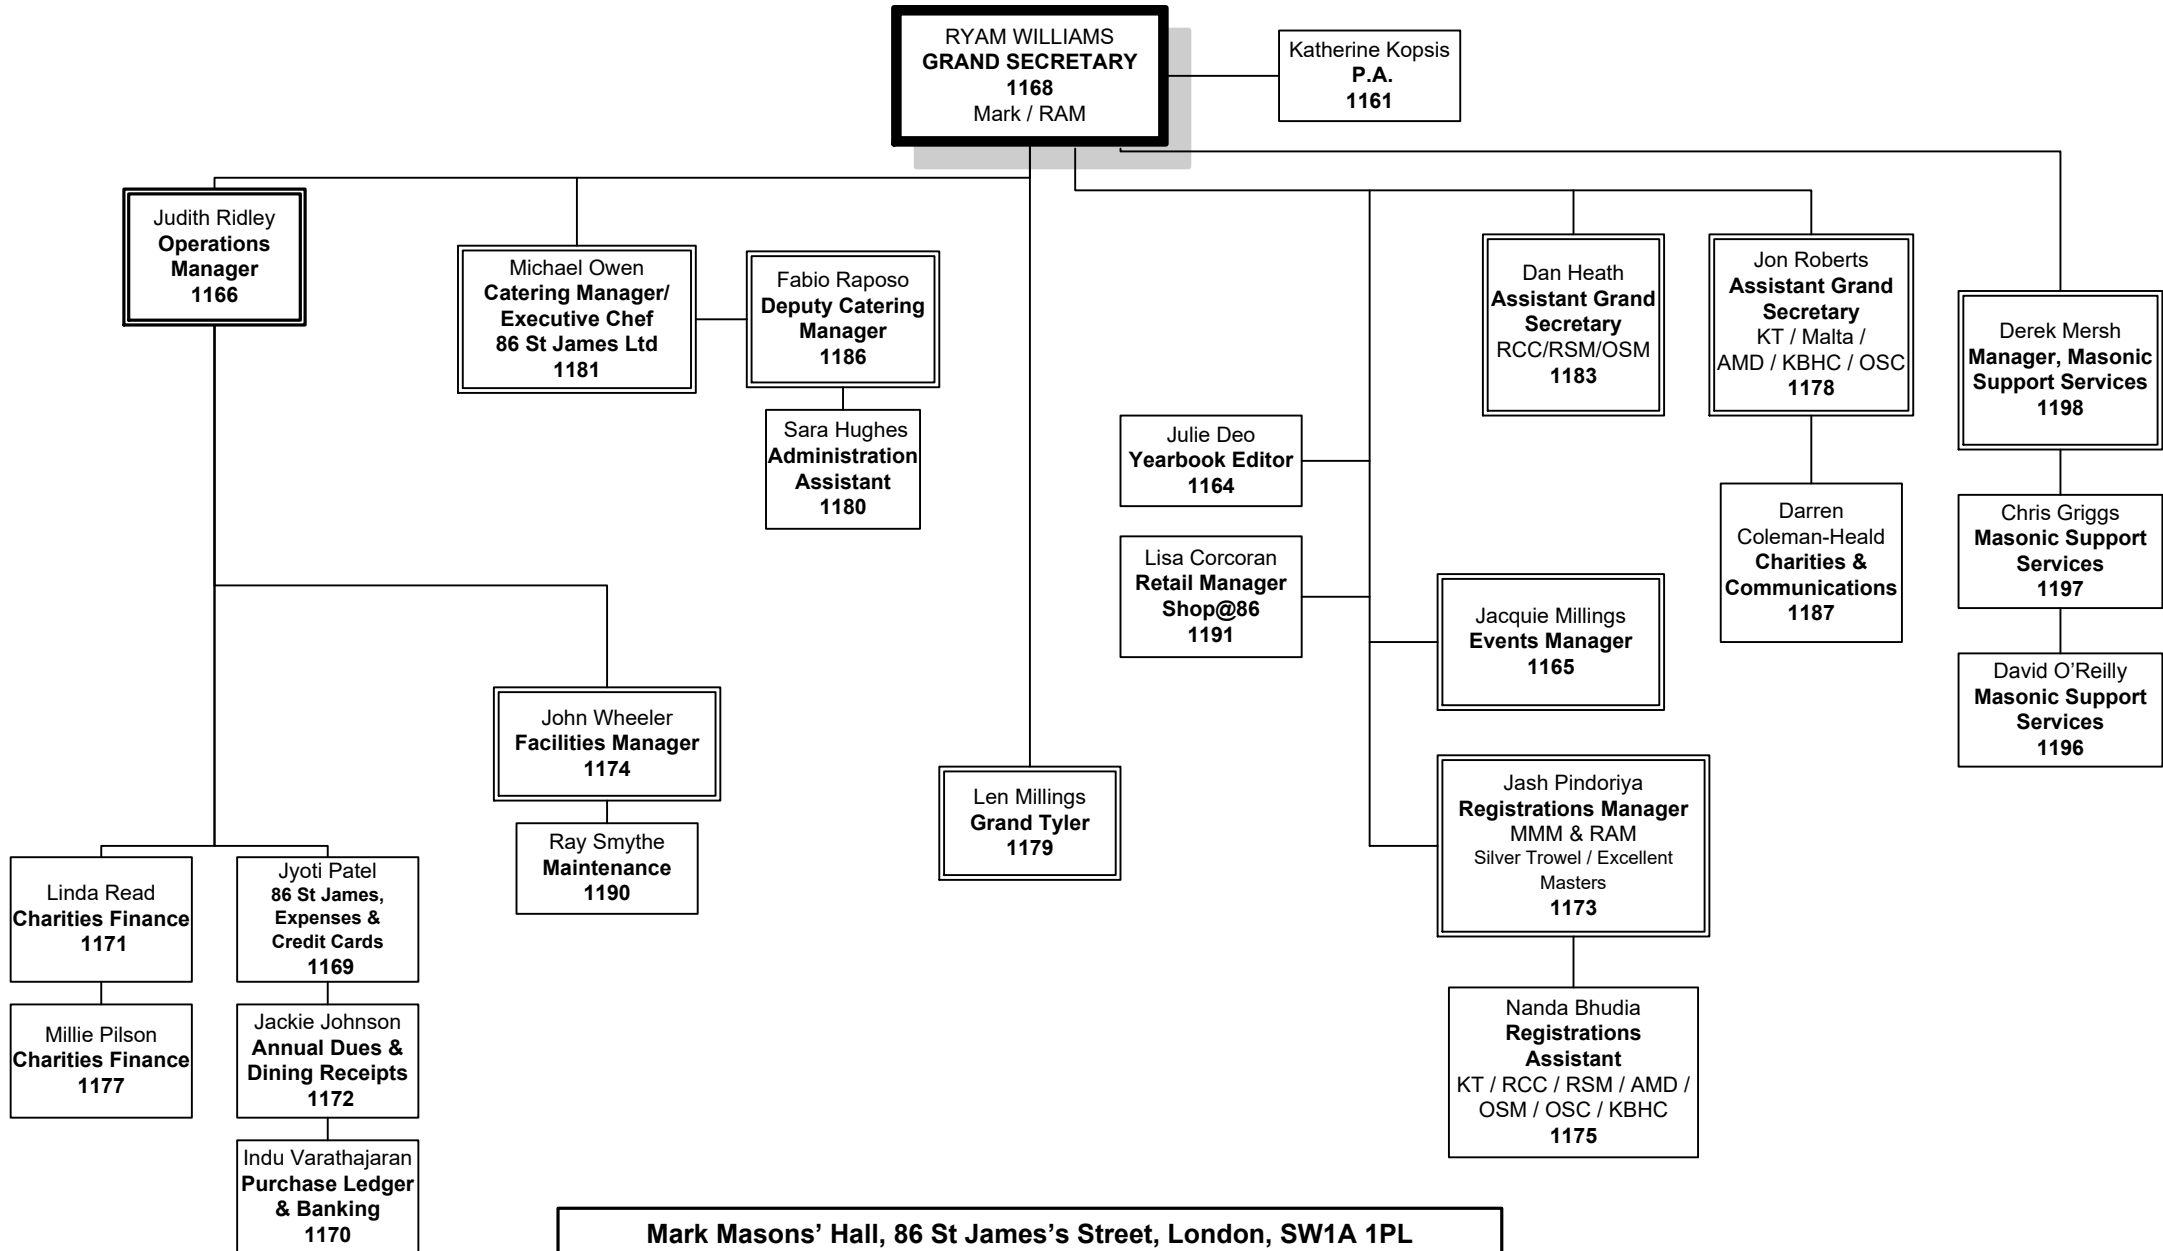 RYAM WILLIAMS
GRAND SECRETARY
1168
Mark / RAM
Katherine Kopsis
P.A.
1161
Judith Ridley
Operations
Manager
1166
Michael Owen
Catering Manager/
Executive Chef
86 St James Ltd
1181
Fabio Raposo
Deputy Catering
Manager
1186
Sara Hughes
Administration
Assistant
1180
Dan Heath
Assistant Grand
Secretary
RCC/RSM/OSM
1183
Jon Roberts
Assistant Grand
Secretary
KT / Malta /
AMD / KBHC / OSC
1178
Derek Mersh
Manager, Masonic
Support Services
1198
Julie Deo
Yearbook Editor
1164
Lisa Corcoran
Retail Manager
Shop@86
1191
Darren
Coleman-Heald
Charities &
Communications
1187
Chris Griggs
Masonic Support
Services
1197
David O’Reilly
Masonic Support
Services
1196
Jacquie Millings
Events Manager
1165
John Wheeler
Facilities Manager
1174
Ray Smythe
Maintenance
1190
Len Millings
Grand Tyler
1179
Jash Pindoriya
Registrations Manager
MMM & RAM
Silver Trowel / Excellent
Masters
1173
Nanda Bhudia
Registrations
Assistant
KT / RCC / RSM / AMD /
OSM / OSC / KBHC
1175
Linda Read
Charities Finance
1171
Millie Pilson
Charities Finance
1177
Jyoti Patel
86 St James,
Expenses &
Credit Cards
1169
Jackie Johnson
Annual Dues &
Dining Receipts
1172
Indu Varathajaran
Purchase Ledger
& Banking
1170
Mark Masons’ Hall, 86 St James’s Street, London, SW1A 1PL